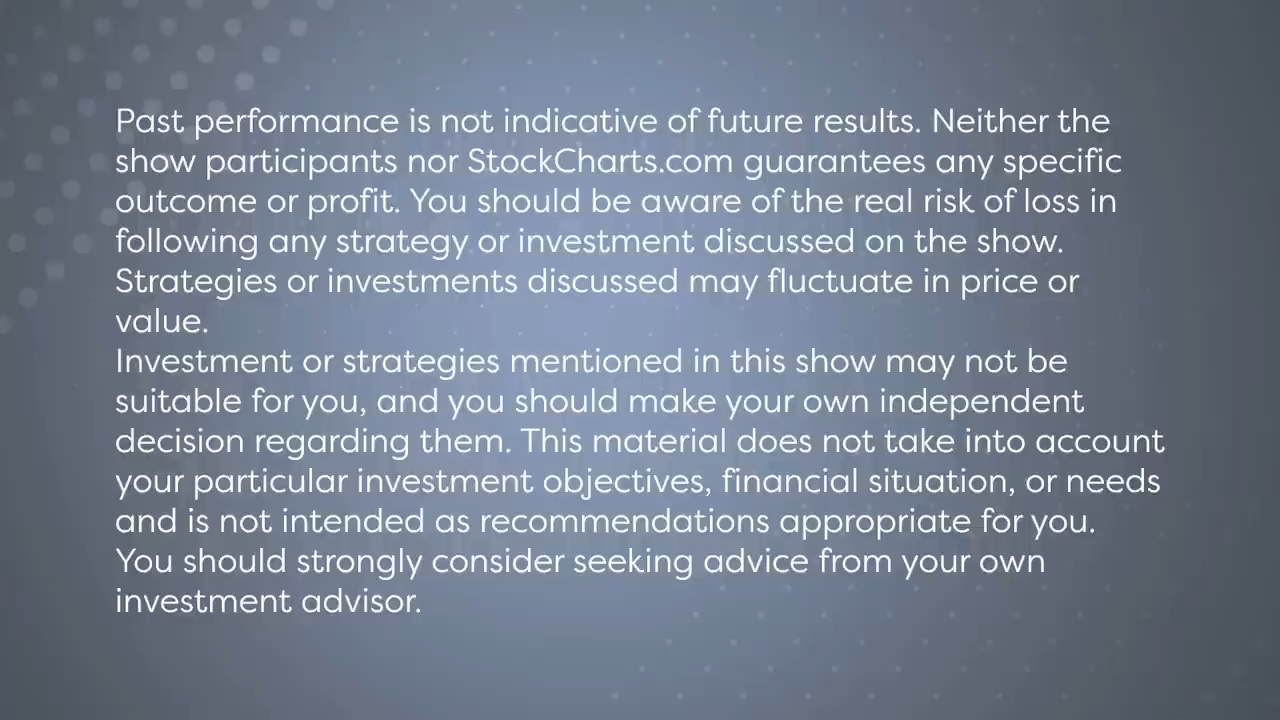 Past performance is not indicative of future results. Neither the
show participants nor StockCharts.com guarantees any specific
outcome or profit. You should be aware of the real risk of loss in
following any strategy or investment discussed on the show.
Strategies or investments discussed may fluctuate in price or
value.
Investment or strategies mentioned in this show may not be
suitable for you, and you should make your own independent
decision regarding them. This material does not take into account
your particular investment objectives, financial situation, or needs
and is not intended as recommendations appropriate for you.
You should strongly consider seeking advice from your own
investment advisor.